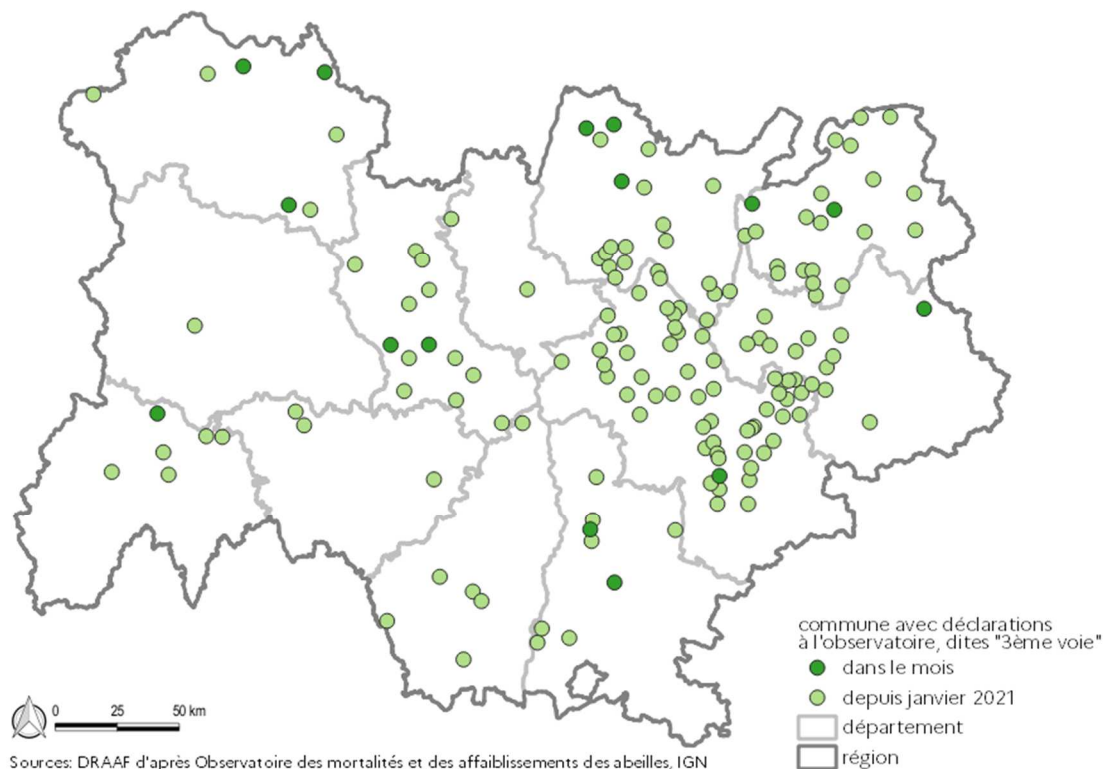 commune avec déclarations
à l'observatoire, dites "3ème voie"
dans le mois
depuis janvier 2021
département
région
0 25 50 km
Sources: DRAAF d'après Observatoire des mortalités et des affaiblissements des abeilles, IGN